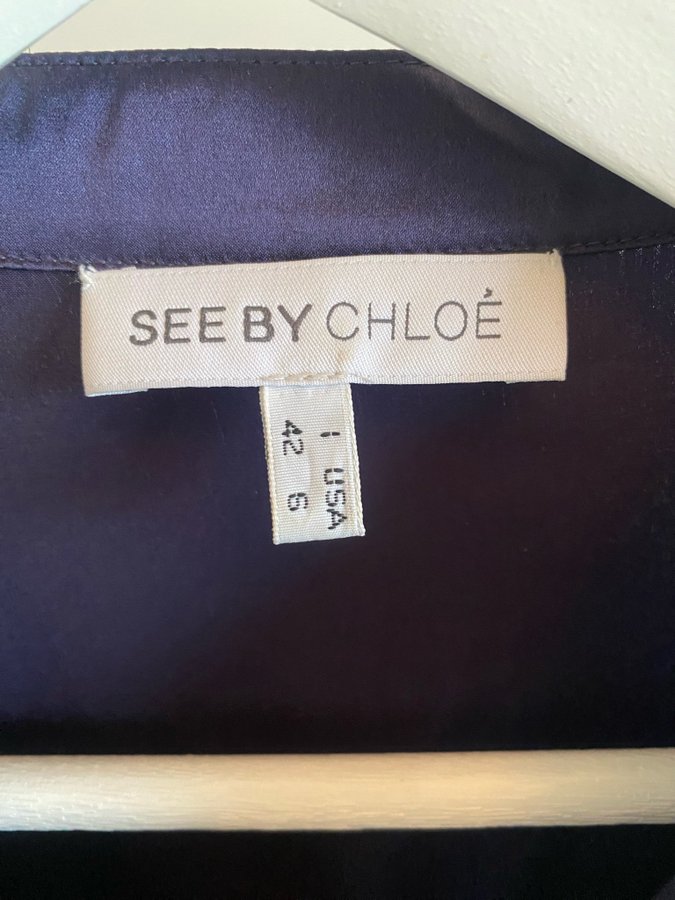 SEE BY CHLOÉ
I USA
42 6